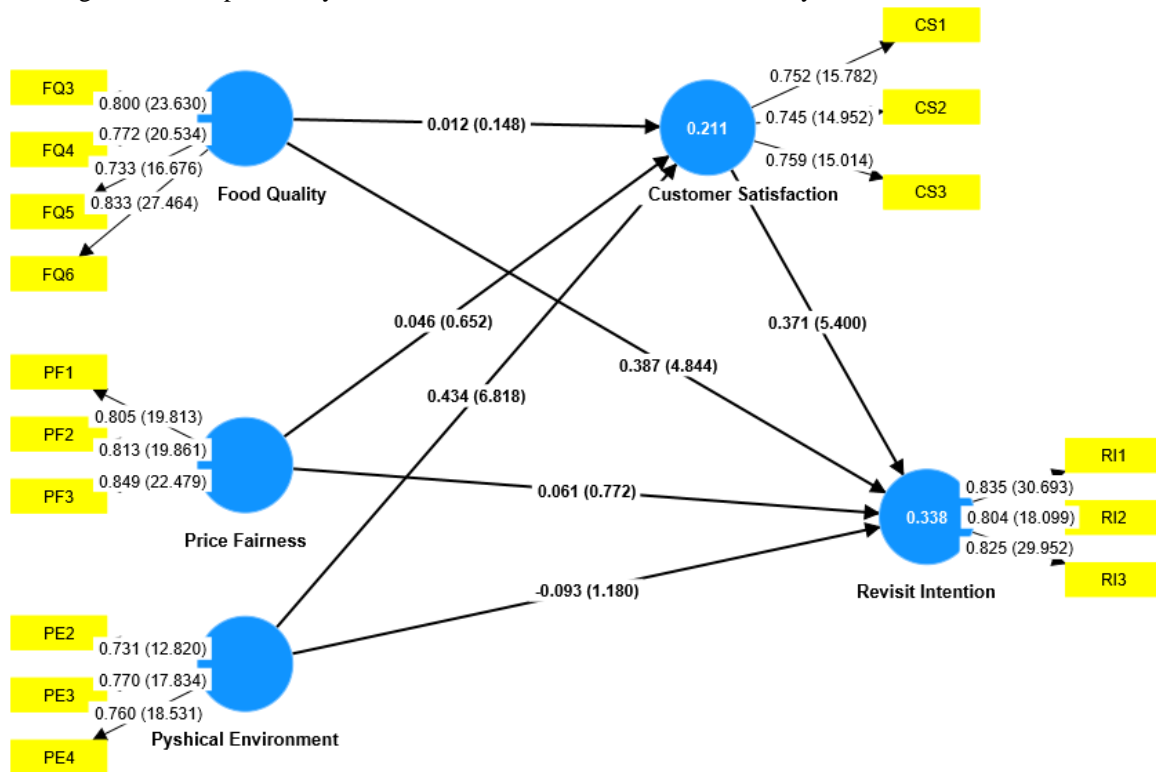 CS1
FQ3
0.800 (23.630)
0.752 (15.782)
0.772 (20.534)
0.012 (0.148)
0.211
0.745 (14.952)
CS2
FQ4
0.733 (16.676)
0.759 (15.014)
Food Quality
Customer Satisfaction
CS3
FQ5
0.833 (27.464)
FQ6
0.046 (0.652)
0.371 (5.400)
0.387 (4.844)
PF1
0.434 (6.818)
0.805 (19.813)
PF2
0.813 (19.861)
RI1
0.849 (22.479)
0.835 (30.693)
PF3
0.061 (0.772)
0.338
0.804 (18.099)
RI2
Price Fairness
0.825 (29.952)
RI3
-0.093 (1.180)
Revisit Intention
PE2
0.731 (12.820)
0.770 (17.834)
PE3
0.760 (18.531)
Pyshical Environment
PE4